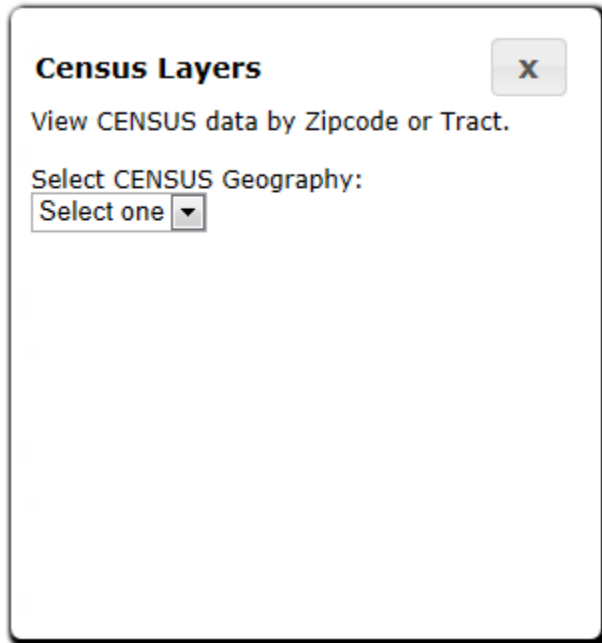 Census Layers
x
View CENSUS data by Zipcode or Tract.
Select CENSUS Geography:
Select one